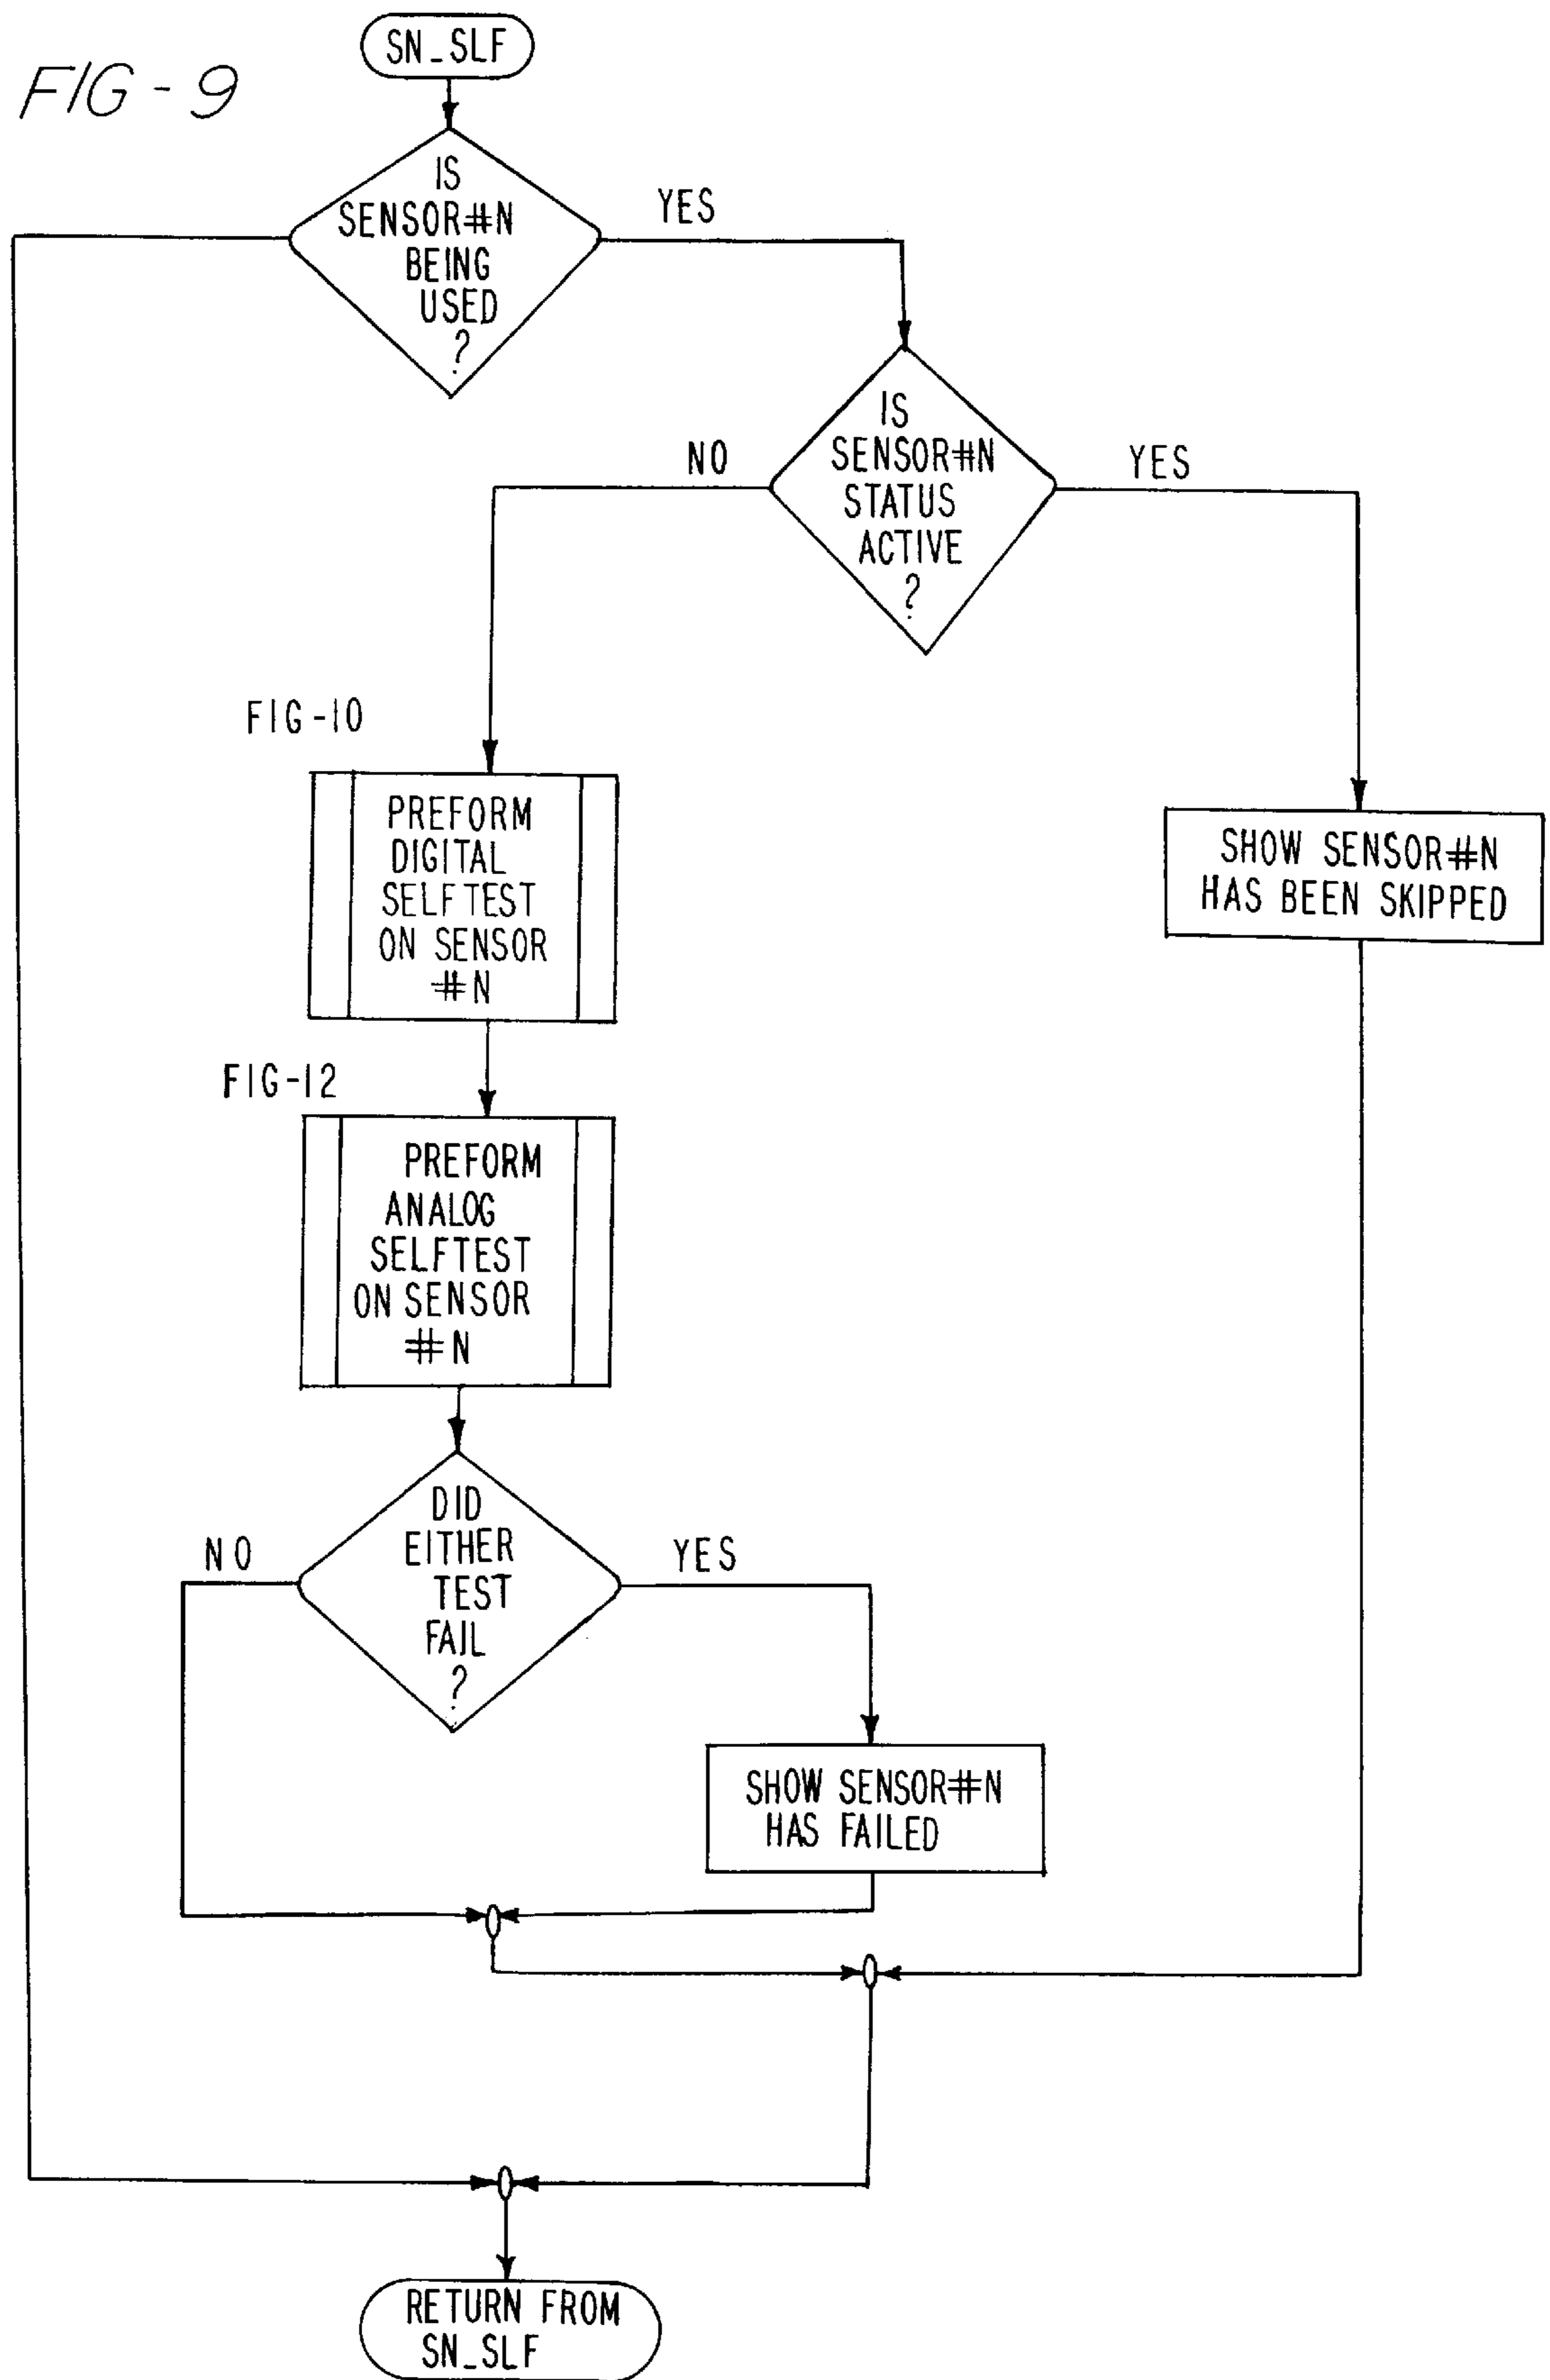 FIG-9
SN_SLF
IS
SENSOR#N
BEING
USED
?
YES
IS
SENSOR#N
STATUS
ACTIVE
?
NO
YES
FIG-10
PREFORM
DIGITAL
SELFTEST
ON SENSOR
#N
SHOW SENSOR#N
HAS BEEN SKIPPED
FIG-12
PREFORM
ANALOG
SELFTEST
ON SENSOR
#N
DID
EITHER
TEST
FAIL
?
NO
YES
SHOW SENSOR#N
HAS FAILED
RETURN FROM
SN_SLF